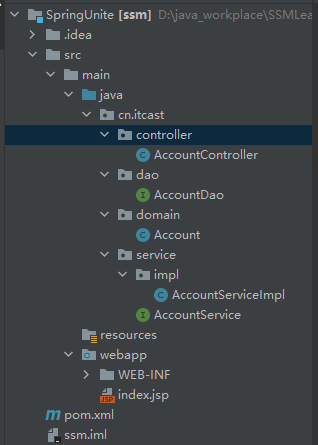 SpringUnite [ssm] D:\java_workplace\SSMLea
.idea
src
main
java
cn.itcast
controller
AccountController
dao
AccountDao
domain
Account
service
impl
AccountServiceImpl
AccountService
resources
webapp
WEB-INF
index.jsp
pom.xml
ssm.iml